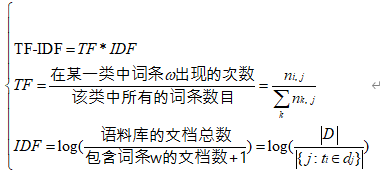 TF-IDF = TF * IDF
TF = 在某一类中词条ω出现的次数 / 该类中所有的词条数目 = n_{i,j} / ∑_k n_{k,j}
IDF = log(语料库的文档总数 / 包含词条w的文档数+1) = log(|D| / |{j : t_i ∈ d_j}|)